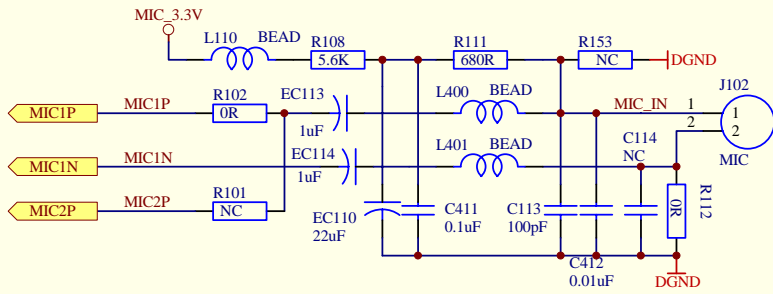 MIC_3.3V
L110 BEAD
R108
5.6K
R111
680R
R153
NC
DGND
J102
MIC1P
MIC1P
R102
0R
EC113
1uF
L400 BEAD
MIC_IN
1
2
1
2
MIC
MIC1N
MIC1N
EC114
1uF
L401 BEAD
C114
NC
MIC2P
MIC2P
R101
NC
EC110
22uF
C411
0.1uF
C113
100pF
C412
0.01uF
0R
R112
DGND